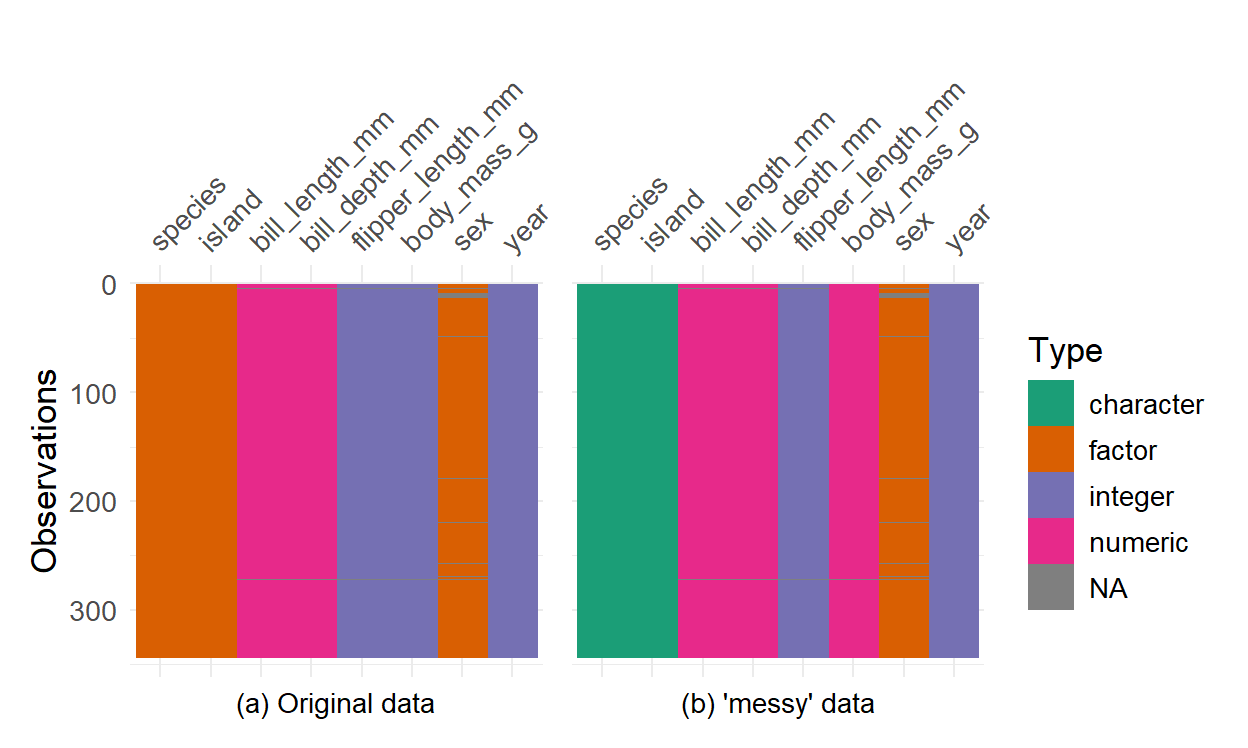 species
island
bill_length_mm
bill_depth_mm
flipper_length_mm
body_mass_g
sex
year
species
island
bill_length_mm
bill_depth_mm
flipper_length_mm
body_mass_g
sex
year
Observations
0
100
200
300
(a) Original data
(b) 'messy' data
Type
character
factor
integer
numeric
NA